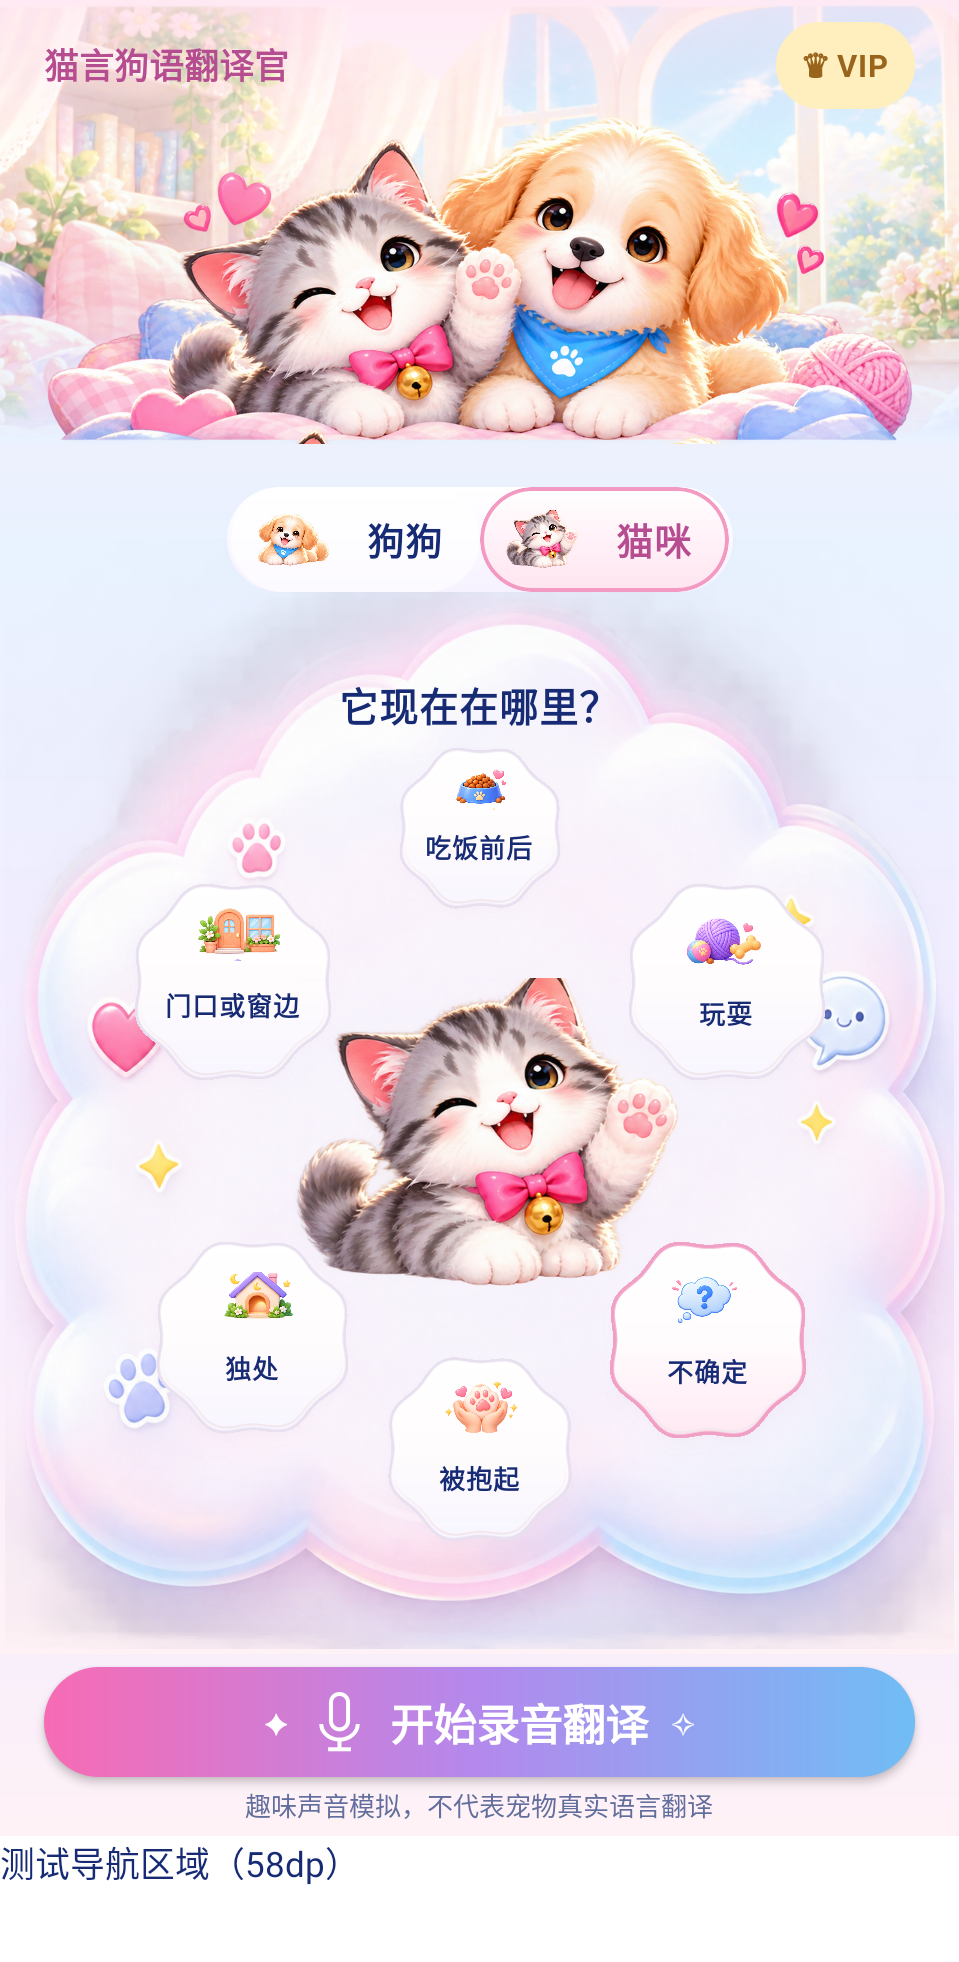 猫言狗语翻译官
VIP
狗狗
猫咪
它现在在哪里?
吃饭前后
门口或窗边
玩耍
独处
不确定
被抱起
开始录音翻译
趣味声音模拟，不代表宠物真实语言翻译
测试导航区域（58dp）